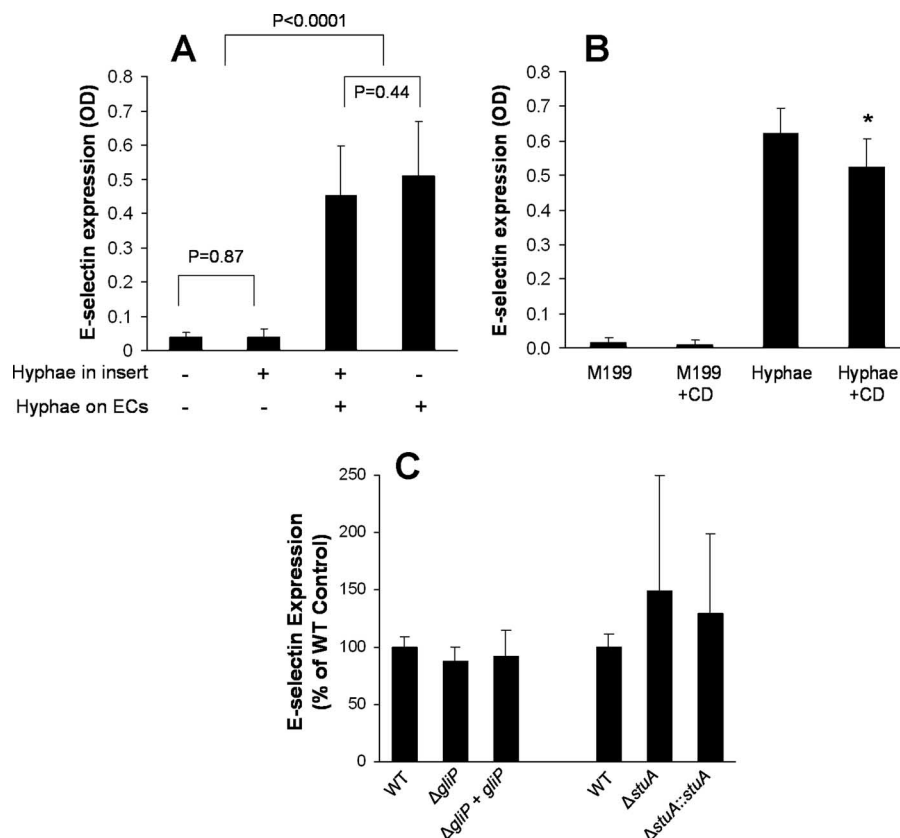 A
P<0.0001
P=0.44
P=0.87
E-selectin expression (OD)
0.8
0.7
0.6
0.5
0.4
0.3
0.2
0.1
0
Hyphae in insert - + + -
Hyphae on ECs - - + +
B
*
E-selectin expression (OD)
0.8
0.7
0.6
0.5
0.4
0.3
0.2
0.1
0.0
M199 M199 Hyphae Hyphae
+CD +CD
C
E-selectin Expression
(% of WT Control)
250
200
150
100
50
0
WT
ΔgliP
ΔgliP + gliP
WT
ΔstuA
ΔstuA::stuA